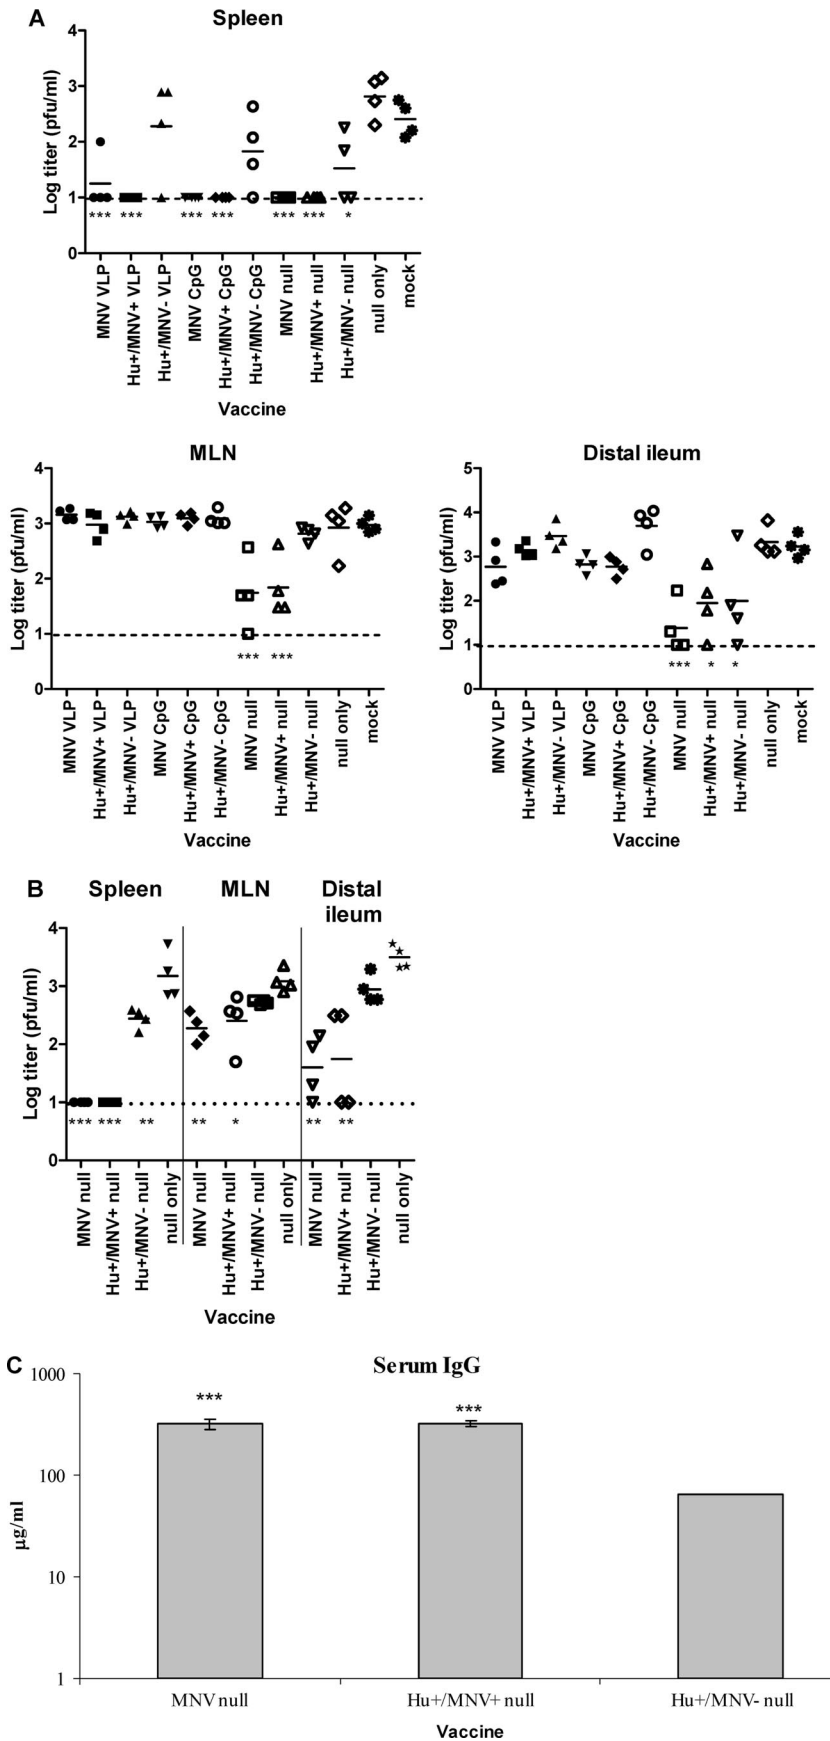 A
Spleen
Log titer (pfu/ml)
4
3
2
1
0
*** *** *** *** *** *** *
MNV VLP
Hu+/MNV+ VLP
Hu+/MNV- VLP
MNV CpG
Hu+/MNV+ CpG
Hu+/MNV- CpG
MNV null
Hu+/MNV+ null
Hu+/MNV- null
null only
mock
Vaccine
MLN
Log titer (pfu/ml)
4
3
2
1
0
*** ***
MNV VLP
Hu+/MNV+ VLP
Hu+/MNV- VLP
MNV CpG
Hu+/MNV+ CpG
Hu+/MNV- CpG
MNV null
Hu+/MNV+ null
Hu+/MNV- null
null only
mock
Vaccine
Distal ileum
Log titer (pfu/ml)
5
4
3
2
1
0
*** * *
MNV VLP
Hu+/MNV+ VLP
Hu+/MNV- VLP
MNV CpG
Hu+/MNV+ CpG
Hu+/MNV- CpG
MNV null
Hu+/MNV+ null
Hu+/MNV- null
null only
mock
Vaccine
B
Spleen
MLN
Distal
ileum
Log titer (pfu/ml)
4
3
2
1
0
*** *** ** ** * ** **
MNV null
Hu+/MNV+ null
Hu+/MNV- null
null only
MNV null
Hu+/MNV+ null
Hu+/MNV- null
null only
MNV null
Hu+/MNV+ null
Hu+/MNV- null
null only
Vaccine
C
Serum IgG
µg/ml
1000
100
10
1
*** ***
MNV null
Hu+/MNV+ null
Hu+/MNV- null
Vaccine